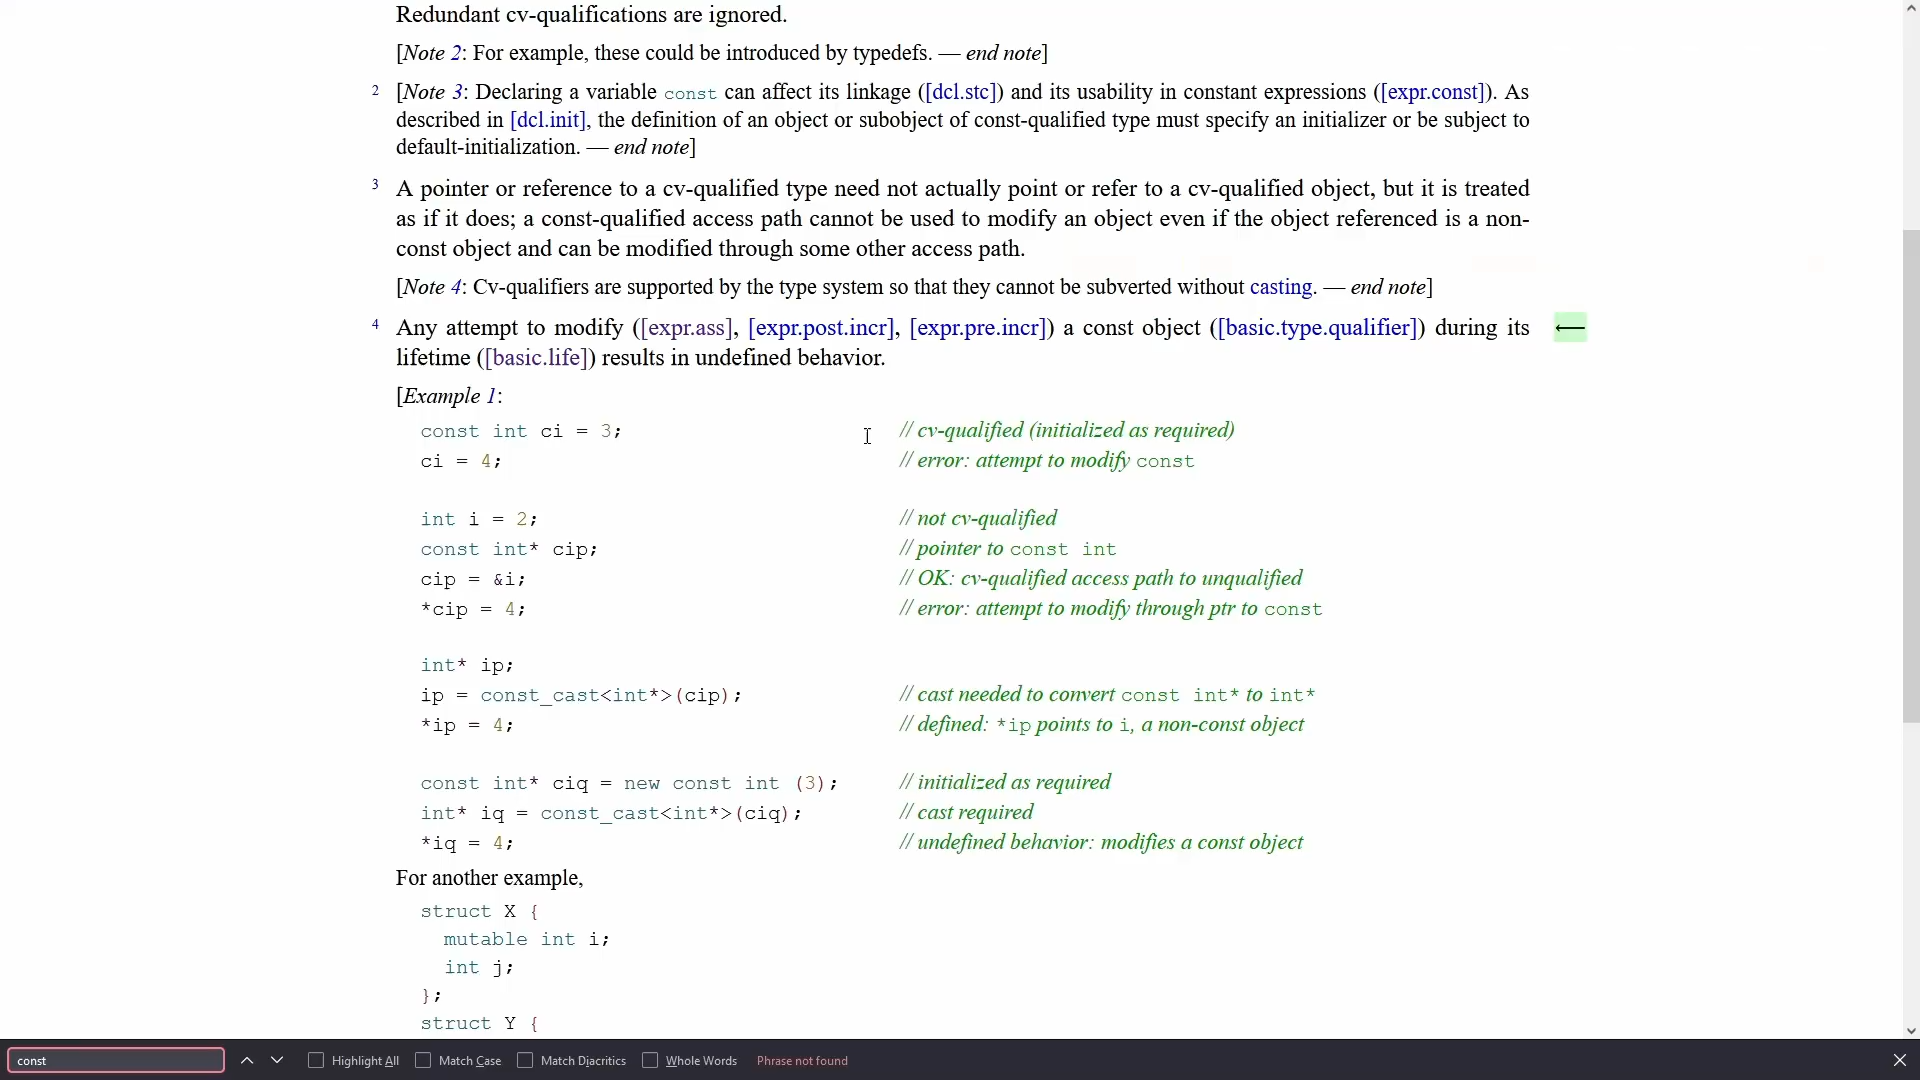 Redundant cv-qualifications are ignored.
[Note 2: For example, these could be introduced by typedefs. — end note]
2 [Note 3: Declaring a variable const can affect its linkage ([dcl.stc]) and its usability in constant expressions ([expr.const]). As
described in [dcl.init], the definition of an object or subobject of const-qualified type must specify an initializer or be subject to
default-initialization. — end note]
3 A pointer or reference to a cv-qualified type need not actually point or refer to a cv-qualified object, but it is treated
as if it does; a const-qualified access path cannot be used to modify an object even if the object referenced is a non-
const object and can be modified through some other access path.
[Note 4: Cv-qualifiers are supported by the type system so that they cannot be subverted without casting. — end note]
4 Any attempt to modify ([expr.ass], [expr.post.incr], [expr.pre.incr]) a const object ([basic.type.qualifier]) during its ⟵
lifetime ([basic.life]) results in undefined behavior.
[Example 1:
const int ci = 3; // cv-qualified (initialized as required)
ci = 4; // error: attempt to modify const
int i = 2; // not cv-qualified
const int* cip; // pointer to const int
cip = &i; // OK: cv-qualified access path to unqualified
*cip = 4; // error: attempt to modify through ptr to const
int* ip;
ip = const_cast<int*>(cip); // cast needed to convert const int* to int*
*ip = 4; // defined: *ip points to i, a non-const object
const int* ciq = new const int (3); // initialized as required
int* iq = const_cast<int*>(ciq); // cast required
*iq = 4; // undefined behavior: modifies a const object
For another example,
struct X {
mutable int i;
int j;
};
struct Y {
const Highlight All Match Case Match Diacritics Whole Words Phrase not found